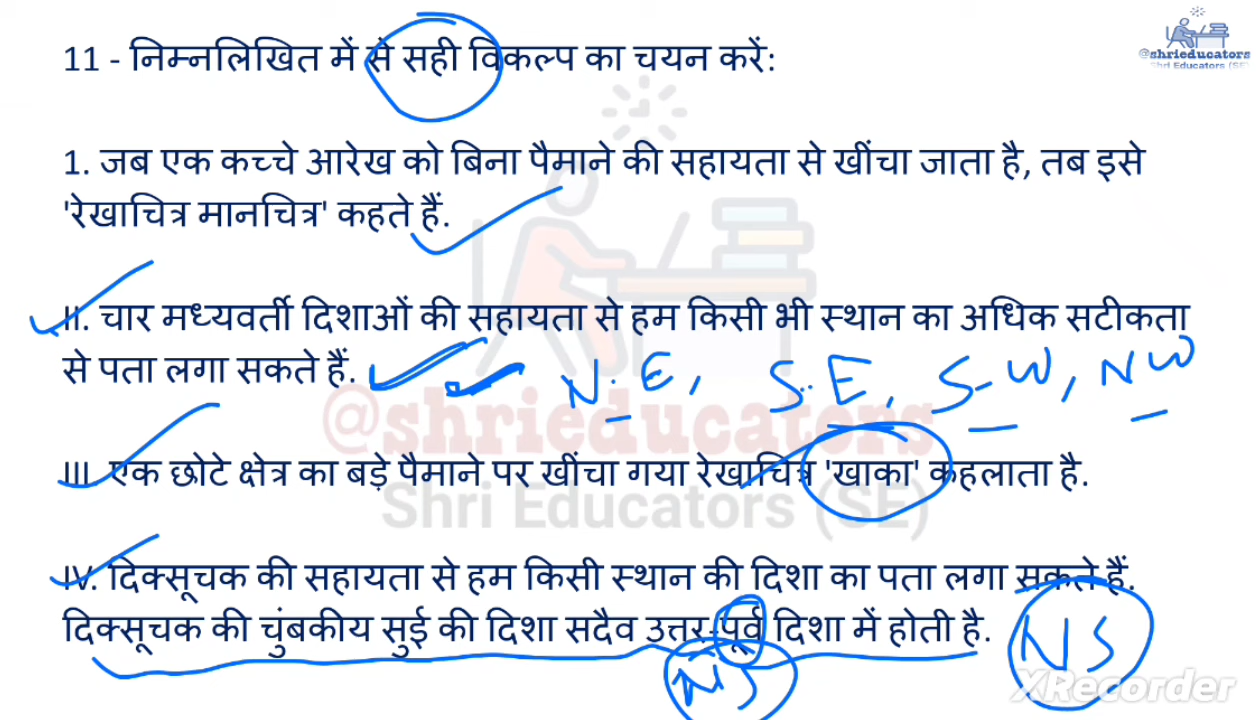 11 - निम्नलिखित में से सही विकल्प का चयन करें:
@shrieducators
Shri Educators (SE)
1. जब एक कच्चे आरेख को बिना पैमाने की सहायता से खींचा जाता है, तब इसे
'रेखाचित्र मानचित्र' कहते हैं.
II. चार मध्यवर्ती दिशाओं की सहायता से हम किसी भी स्थान का अधिक सटीकता
से पता लगा सकते हैं.
N.E, S.E, S-W, NW
@shrieducators
III. एक छोटे क्षेत्र का बड़े पैमाने पर खींचा गया रेखाचित्र 'खाका' कहलाता है.
Shri Educators (SE)
IV. दिक्सूचक की सहायता से हम किसी स्थान की दिशा का पता लगा सकते हैं.
दिक्सूचक की चुंबकीय सुई की दिशा सदैव उत्तर-पूर्व दिशा में होती है.
NS
NS
XRecorder